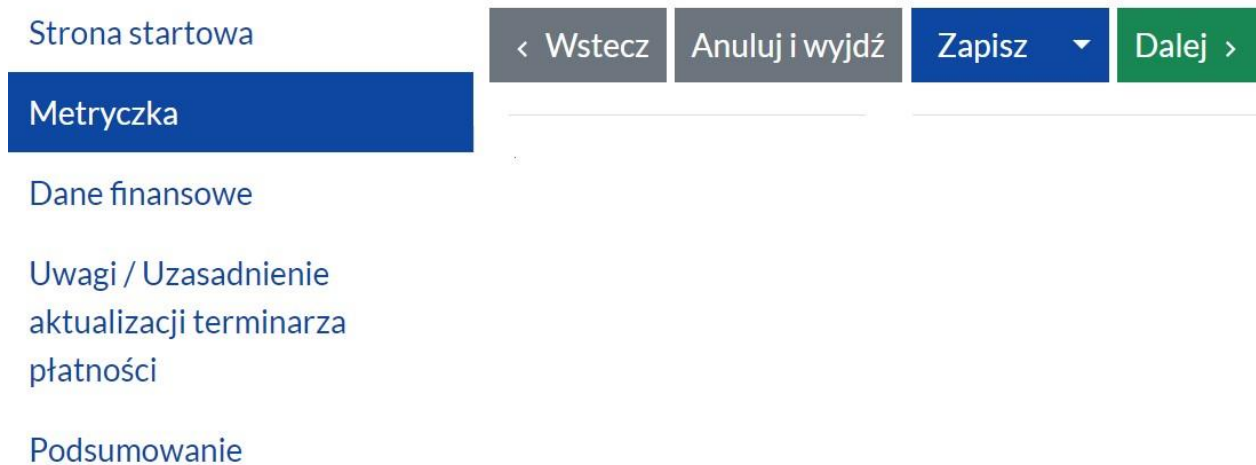 Strona startowa
‹ Wstecz Anuluj i wyjdź Zapisz Dalej ›
Metryczka
Dane finansowe
Uwagi / Uzasadnienie
aktualizacji terminarza
płatności
Podsumowanie